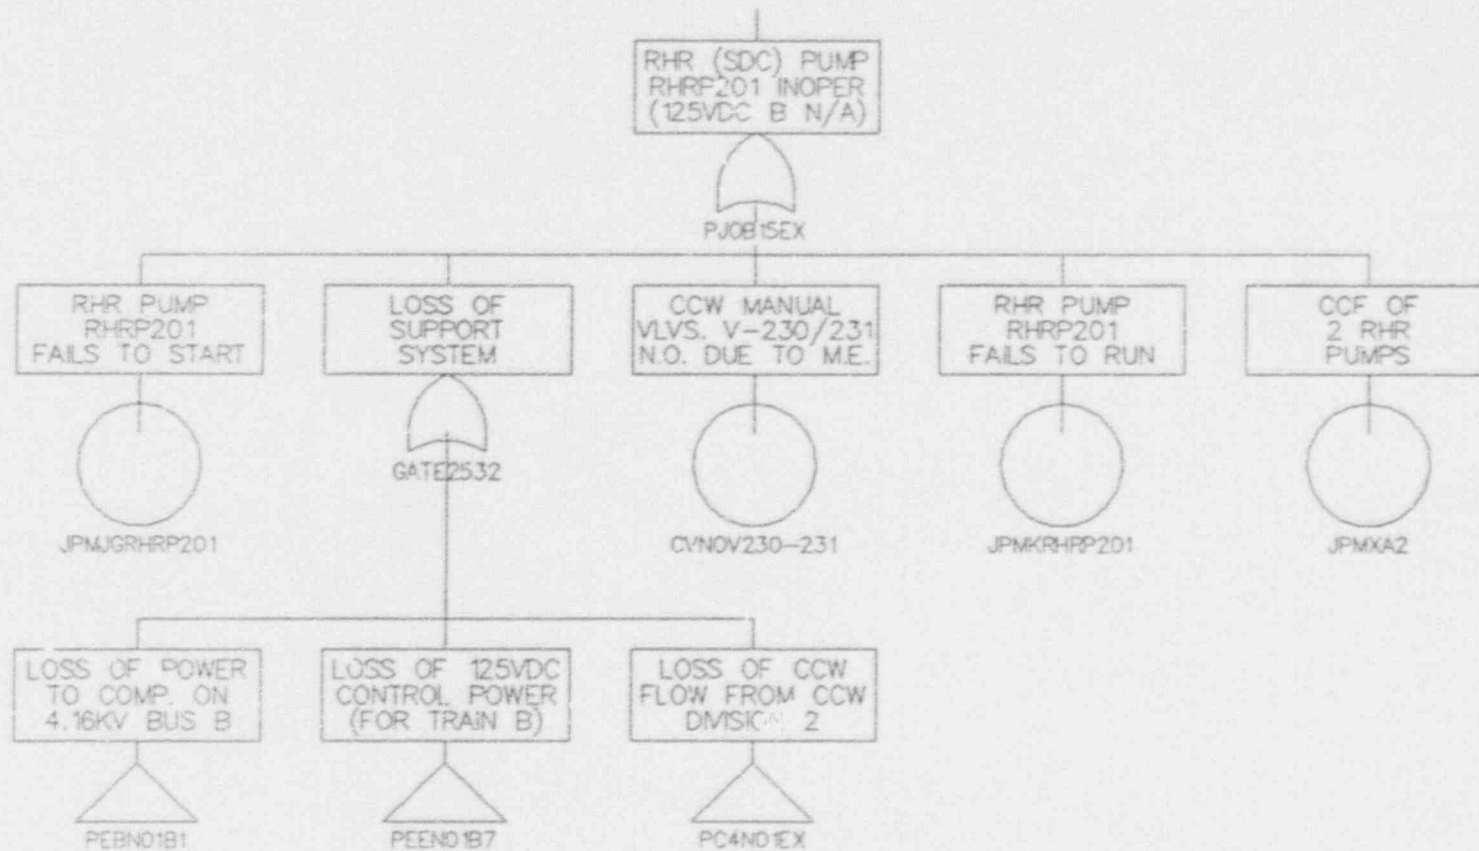 RHR (SDC) PUMP
RHRP201 INOPER
(125VDC B N/A)
PJ0B15EX
RHR PUMP
RHRP201
FAILS TO START
LOSS OF
SUPPORT
SYSTEM
CCW MANUAL
VLVS. V-230/231
N.O. DUE TO M.E.
RHR PUMP
RHRP201
FAILS TO RUN
CCF OF
2 RHR
PUMPS
GATE2532
JPMJGRHRP201
CVNOV230-231
JPMKRHRP201
JPMXA2
LOSS OF POWER
TO COMP. ON
4.16KV BUS B
LOSS OF 125VDC
CONTROL POWER
(FOR TRAIN B)
LOSS OF CCW
FLOW FROM CCW
DIVISION 2
PEBN01B1
PEEN01B7
PC4N01EX